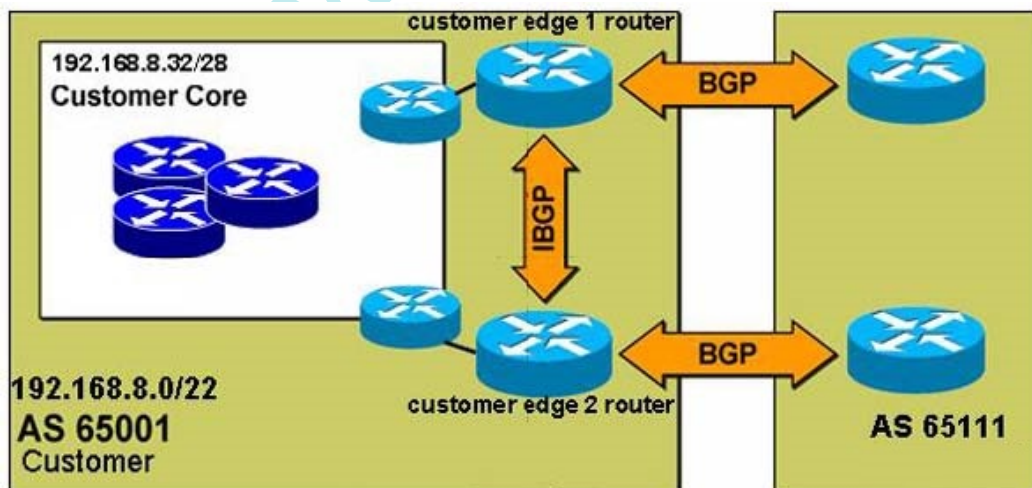 customer edge 1 router
192.168.8.32/28
Customer Core
BGP
IBGP
BGP
192.168.8.0/22
customer edge 2 router
AS 65001
AS 65111
Customer